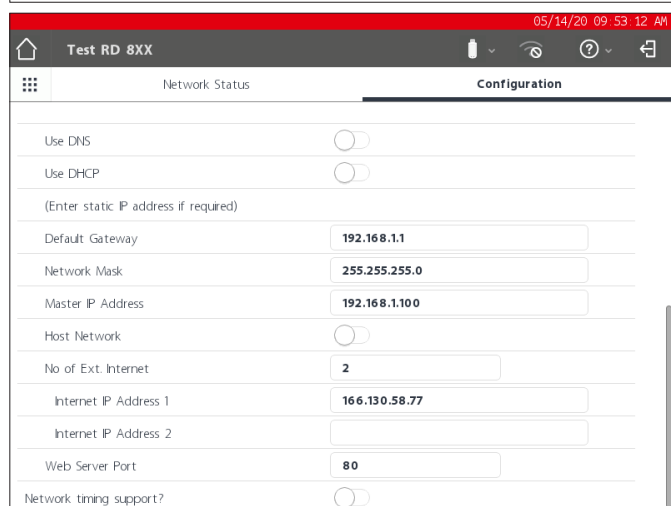 05/14/20 09:53:12 AM
Test RD 8XX
Network Status Configuration
Use DNS
Use DHCP
(Enter static IP address if required)
Default Gateway 192.168.1.1
Network Mask 255.255.255.0
Master IP Address 192.168.1.100
Host Network
No of Ext. Internet 2
Internet IP Address 1 166.130.58.77
Internet IP Address 2
Web Server Port 80
Network timing support?